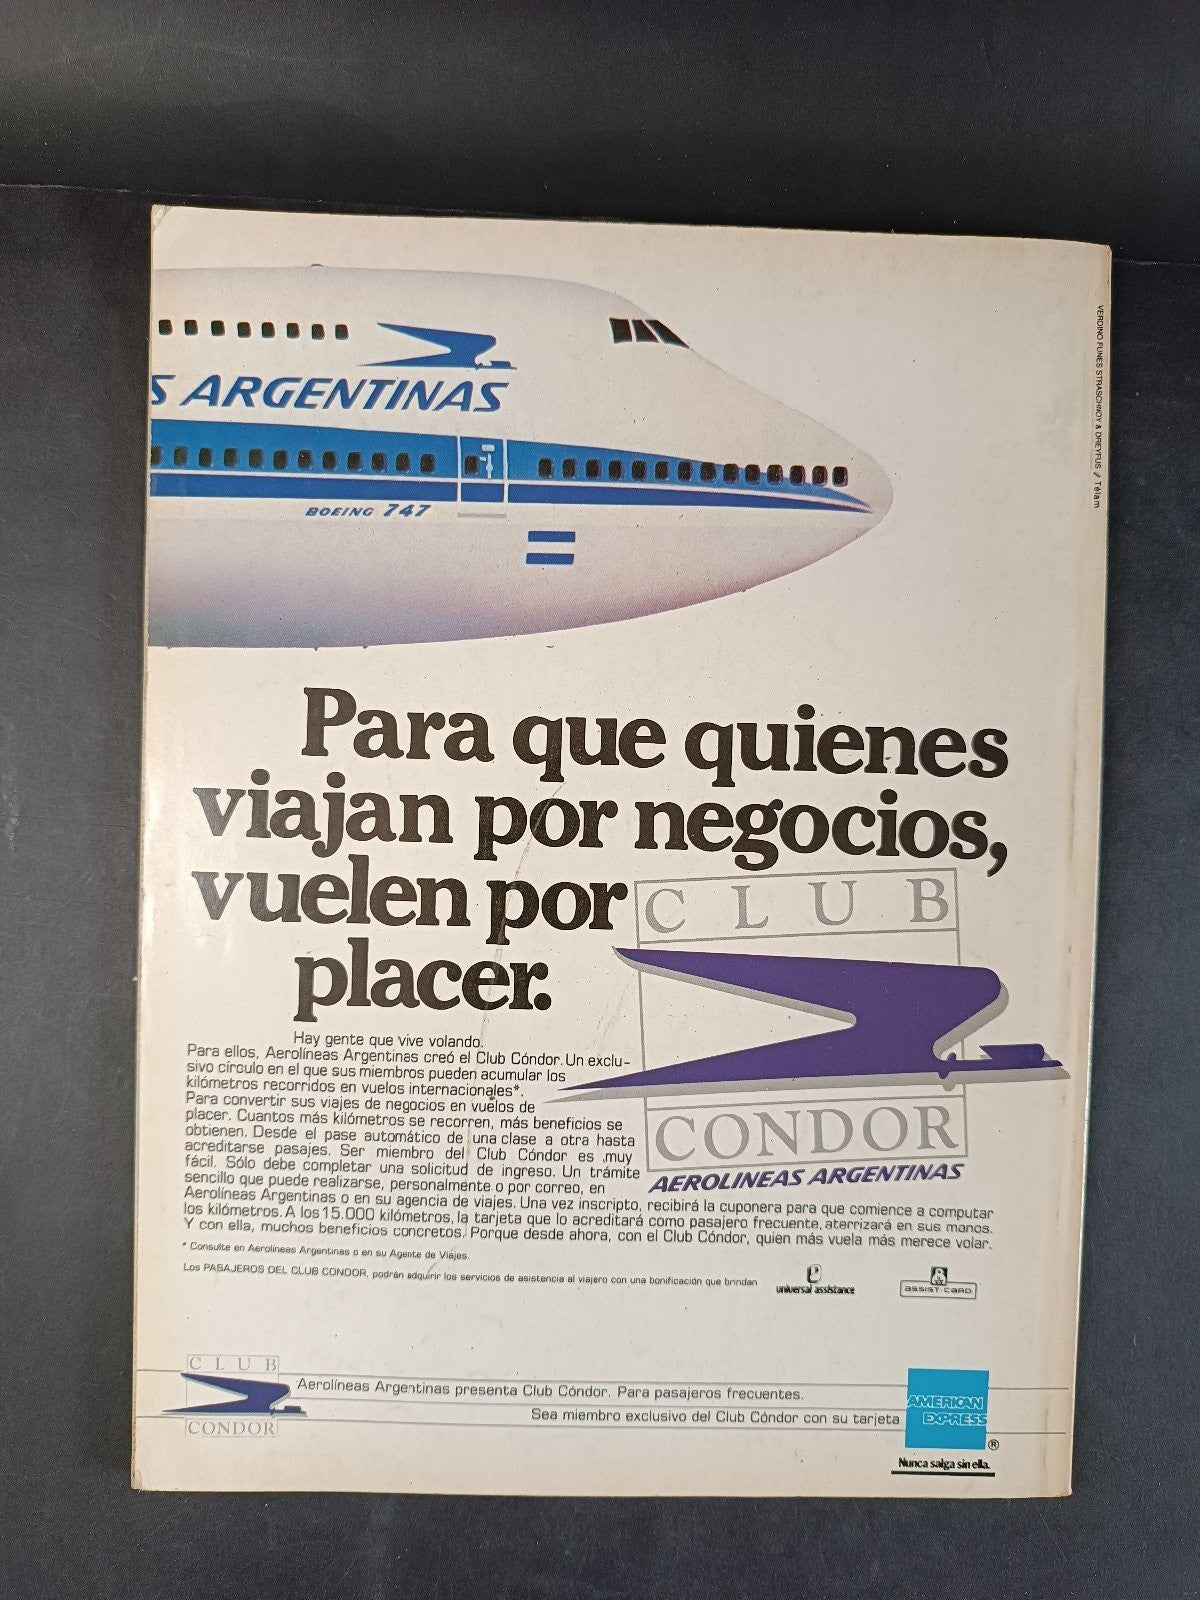 S ARGENTINAS
BOEING 747
VERDINO FUNES STRASCHNOY & DREYFUS / Télam
Para que quienes
viajan por negocios,
vuelen por
placer.
CLUB
CONDOR
AEROLINEAS ARGENTINAS
Hay gente que vive volando.
Para ellos, Aerolíneas Argentinas creó el Club Cóndor. Un exclu-
sivo círculo en el que sus miembros pueden acumular los
kilómetros recorridos en vuelos internacionales*.
Para convertir sus viajes de negocios en vuelos de
placer. Cuantos más kilómetros se recorren, más beneficios se
obtienen. Desde el pase automático de una clase a otra hasta
acreditarse pasajes. Ser miembro del Club Cóndor es muy
fácil. Sólo debe completar una solicitud de ingreso. Un trámite
sencillo que puede realizarse, personalmente o por correo, en
Aerolíneas Argentinas o en su agencia de viajes. Una vez inscripto, recibirá la cuponera para que comience a computar
los kilómetros. A los 15.000 kilómetros, la tarjeta que lo acreditará como pasajero frecuente, aterrizará en sus manos.
Y con ella, muchos beneficios concretos. Porque desde ahora, con el Club Cóndor, quien más vuela más merece volar.
* Consulte en Aerolíneas Argentinas o en su Agente de Viajes.
Los PASAJEROS DEL CLUB CONDOR, podrán adquirir los servicios de asistencia al viajero con una bonificación que brindan
universal assistance
ASSIST-CARD
CLUB
CONDOR
Aerolíneas Argentinas presenta Club Cóndor. Para pasajeros frecuentes.
Sea miembro exclusivo del Club Cóndor con su tarjeta
AMERICAN
EXPRESS
®
Nunca salga sin ella.